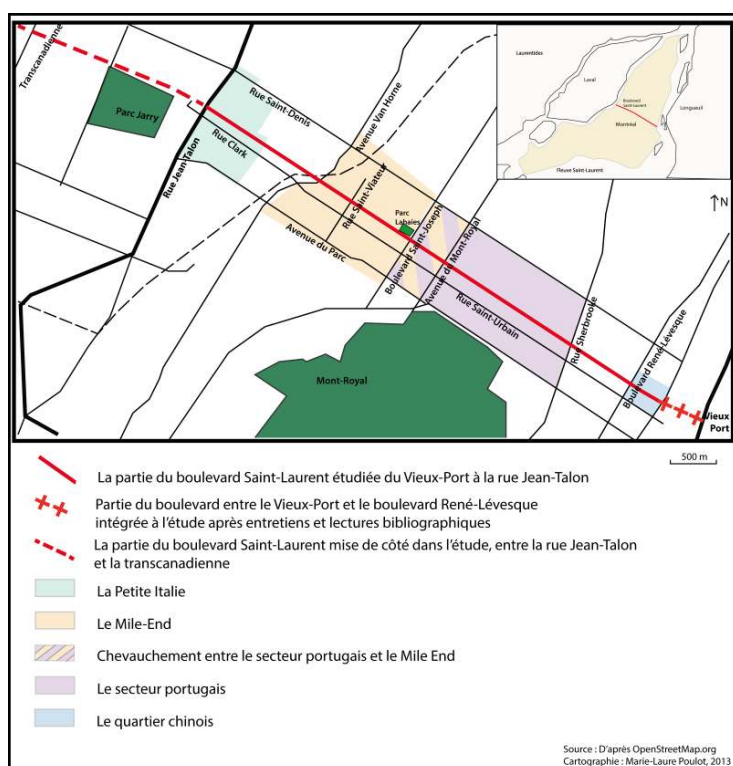 Transcanadienne
Parc Jarry
Rue Jean-Talon
Rue Saint-Denis
Rue Clark
Avenue Van Horne
Rue Saint-Viateur
Avenue du Parc
Parc
Lahaies
Boulevard Saint-Joseph
Avenue du Mont-Royal
Rue Saint-Urbain
Mont-Royal
Rue Sherbrooke
Boulevard René-Lévesque
Vieux
Port
Laurentides
Laval
Boulevard
Saint-Laurent
Montréal
Longueuil
Fleuve Saint-Laurent
N
500 m
La partie du boulevard Saint-Laurent étudiée du Vieux-Port à la rue Jean-Talon
Partie du boulevard entre le Vieux-Port et le boulevard René-Lévesque
intégrée à l'étude après entretiens et lectures bibliographiques
La partie du boulevard Saint-Laurent mise de côté dans l'étude, entre la rue Jean-Talon
et la transcanadienne
La Petite Italie
Le Mile-End
Chevauchement entre le secteur portugais et le Mile End
Le secteur portugais
Le quartier chinois
Source : D'après OpenStreetMap.org
Cartographie : Marie-Laure Poulot, 2013